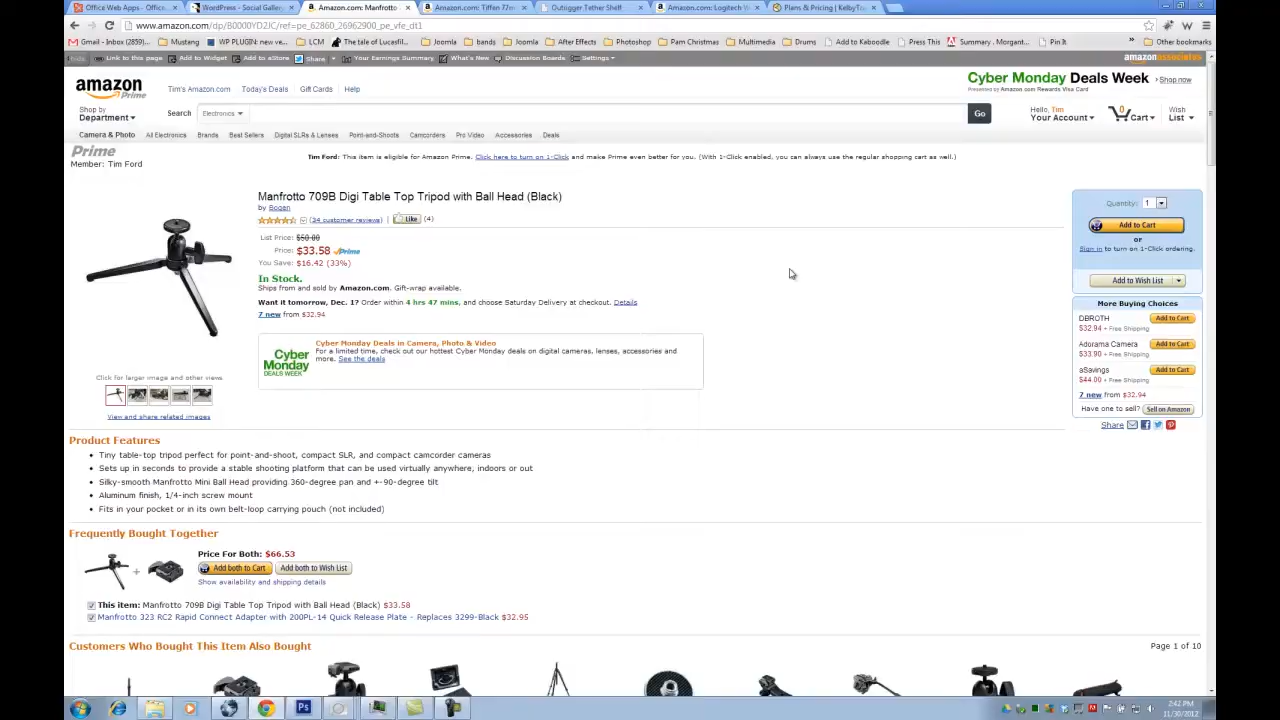 Office Web Apps - Office...
WordPress - Social Gallery
Amazon.com: Manfrotto
Amazon.com: Tiffen 77m
Outsigger Tether Shelf
Amazon.com: Logitech W
Plans & Pricing | KelbyT
www.amazon.com/dp/B0000YD2JC/ref=pe_62860_26962900_pe_vfe_dt1
Gmail - Inbox (2859)...
Mustang
WP PLUGIN: new ve...
LCM
The tale of Lucasfil...
Joomla
bands
Joomla
After Effects
Photoshop
Pam Christmas
Multimedia
Drums
Add to Kaboodle
Press This
Summary . Morgant...
Pin It
Other bookmarks
Link to this page
Add to Widget
Add to aStore
Share
Your Earnings Summary
What's New
Discussion Boards
Settings
amazonassociates
amazon
Prime
Tim's Amazon.com
Today's Deals
Gift Cards
Help
Cyber Monday Deals Week
Shop now
Presented by Amazon.com Rewards Visa Card
Shop by
Department
Search
Electronics
Go
Hello, Tim
Your Account
0
Cart
Wish
List
Camera & Photo
All Electronics
Brands
Best Sellers
Digital SLRs & Lenses
Point-and-Shoots
Camcorders
Pro Video
Accessories
Deals
Prime
Member: Tim Ford
Tim Ford: This item is eligible for Amazon Prime. Click here to turn on 1-Click and make Prime even better for you. (With 1-Click enabled, you can always use the regular shopping cart as well.)
Manfrotto 709B Digi Table Top Tripod with Ball Head (Black)
by Bogen
(34 customer reviews) | Like (4)
List Price: $50.00
Price: $33.58 Prime
You Save: $16.42 (33%)
In Stock.
Ships from and sold by Amazon.com. Gift-wrap available.
Want it tomorrow, Dec. 1? Order within 4 hrs 47 mins, and choose Saturday Delivery at checkout. Details
7 new from $32.94
Cyber Monday DEALS WEEK
Cyber Monday Deals in Camera, Photo & Video
For a limited time, check out our hottest Cyber Monday deals on digital cameras, lenses, accessories and
more. See the deals
Click for larger image and other views
View and share related images
Quantity: 1
Add to Cart
or
Sign in to turn on 1-Click ordering.
Add to Wish List
More Buying Choices
DBROTH
Add to Cart
$32.94 + Free Shipping
Adorama Camera
Add to Cart
$33.90 + Free Shipping
aSavings
Add to Cart
$44.00 + Free Shipping
7 new from $32.94
Have one to sell? Sell on Amazon
Share
Product Features
Tiny table-top tripod perfect for point-and-shoot, compact SLR, and compact camcorder cameras
Sets up in seconds to provide a stable shooting platform that can be used virtually anywhere, indoors or out
Silky-smooth Manfrotto Mini Ball Head providing 360-degree pan and +-90-degree tilt
Aluminum finish, 1/4-inch screw mount
Fits in your pocket or in its own belt-loop carrying pouch (not included)
Frequently Bought Together
Price For Both: $66.53
Add both to Cart
Add both to Wish List
Show availability and shipping details
This item: Manfrotto 709B Digi Table Top Tripod with Ball Head (Black) $33.58
Manfrotto 323 RC2 Rapid Connect Adapter with 200PL-14 Quick Release Plate - Replaces 3299-Black $32.95
Customers Who Bought This Item Also Bought
Page 1 of 10
2:42 PM
11/30/2012